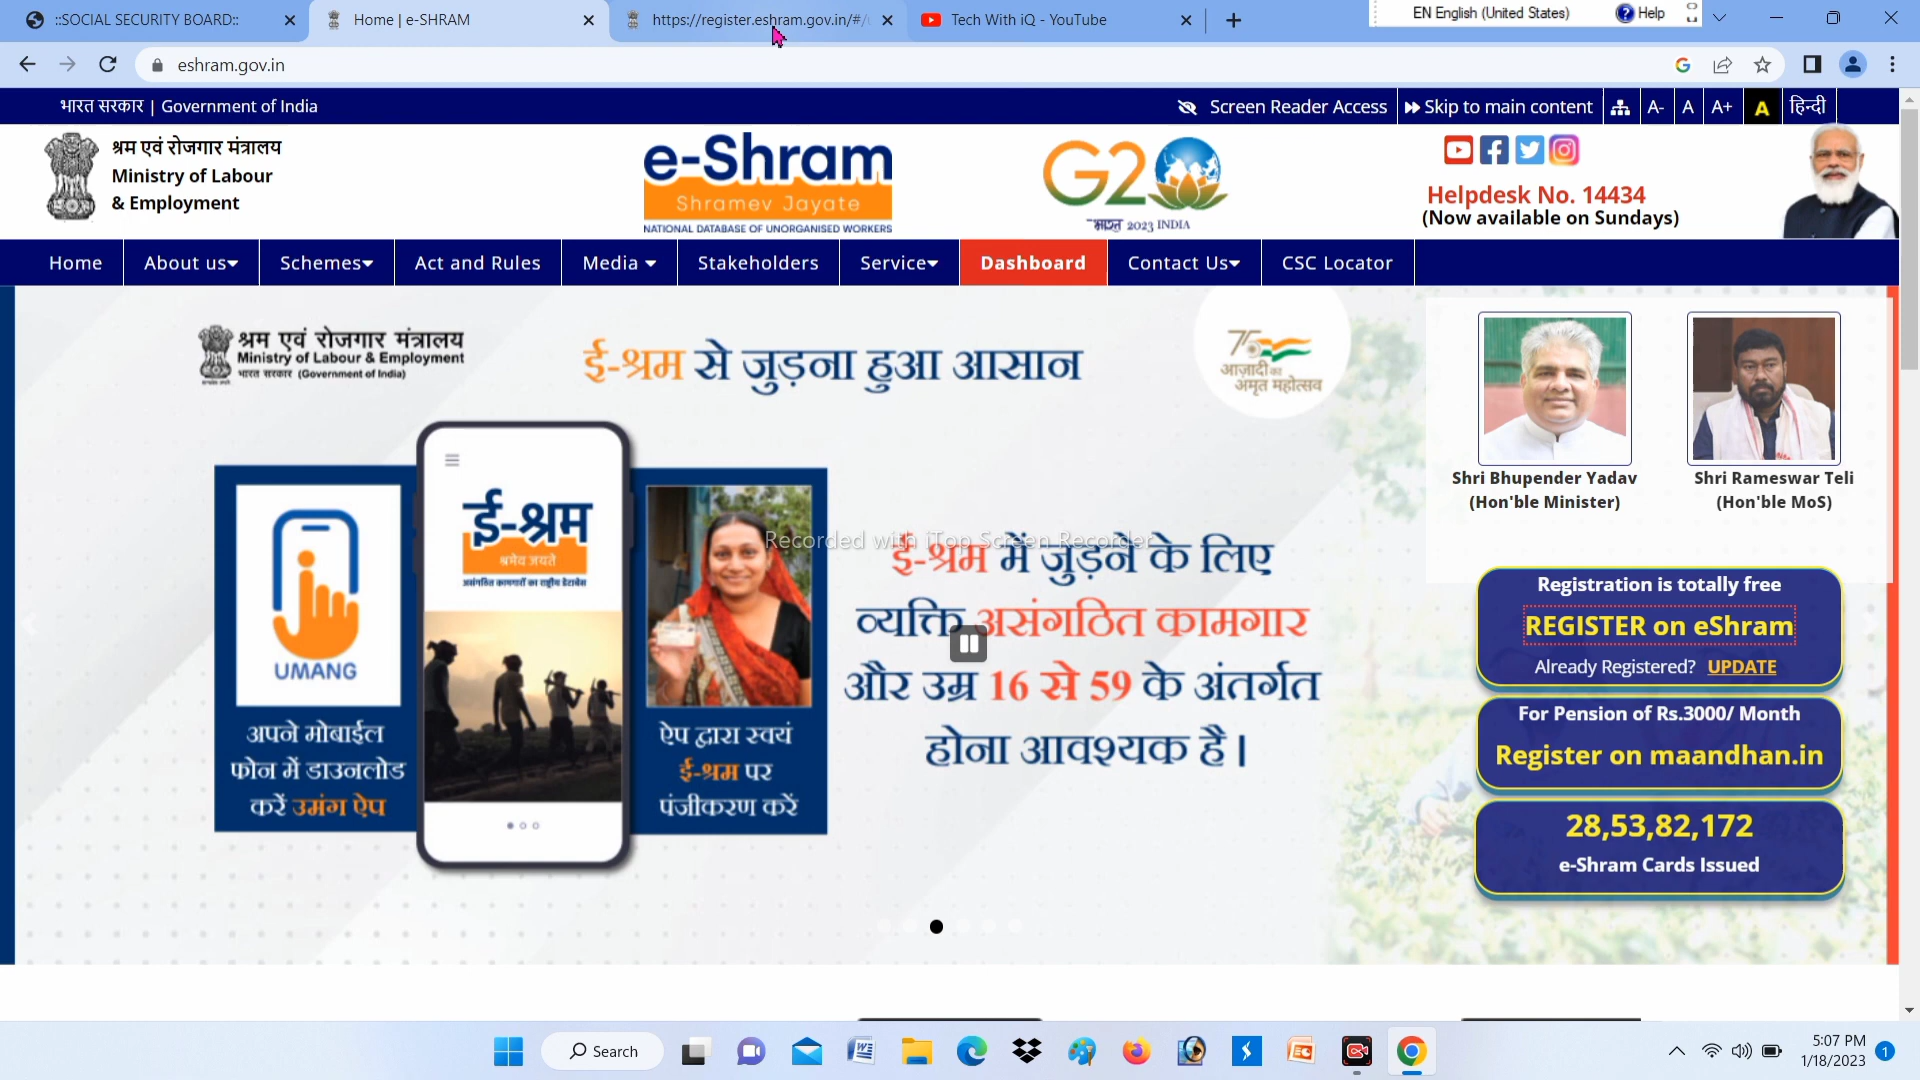 ::SOCIAL SECURITY BOARD::
Home | e-SHRAM
https://register.eshram.gov.in/#/
Tech With iQ - YouTube
EN English (United States)
Help
eshram.gov.in
भारत सरकार | Government of India
Screen Reader Access
Skip to main content
A-
A
A+
A
हिन्दी
श्रम एवं रोजगार मंत्रालय
Ministry of Labour
& Employment
e-Shram
Shramev Jayate
NATIONAL DATABASE OF UNORGANISED WORKERS
G20
भारत 2023 INDIA
Helpdesk No. 14434
(Now available on Sundays)
Home
About us
Schemes
Act and Rules
Media
Stakeholders
Service
Dashboard
Contact Us
CSC Locator
श्रम एवं रोजगार मंत्रालय
Ministry of Labour & Employment
भारत सरकार (Government of India)
ई-श्रम से जुड़ना हुआ आसान
75
आज़ादी का
अमृत महोत्सव
UMANG
अपने मोबाईल
फोन में डाउनलोड
करें उमंग ऐप
ई-श्रम
श्रमेव जयते
असंगठित कामगारों का राष्ट्रीय डेटाबेस
ऐप द्वारा स्वयं
ई-श्रम पर
पंजीकरण करें
Recorded with iTop Screen Recorder
ई-श्रम में जुड़ने के लिए
व्यक्ति असंगठित कामगार
और उम्र 16 से 59 के अंतर्गत
होना आवश्यक है।
Shri Bhupender Yadav
(Hon'ble Minister)
Shri Rameswar Teli
(Hon'ble MoS)
Registration is totally free
REGISTER on eShram
Already Registered? UPDATE
For Pension of Rs.3000/ Month
Register on maandhan.in
28,53,82,172
e-Shram Cards Issued
Search
5:07 PM
1/18/2023
1